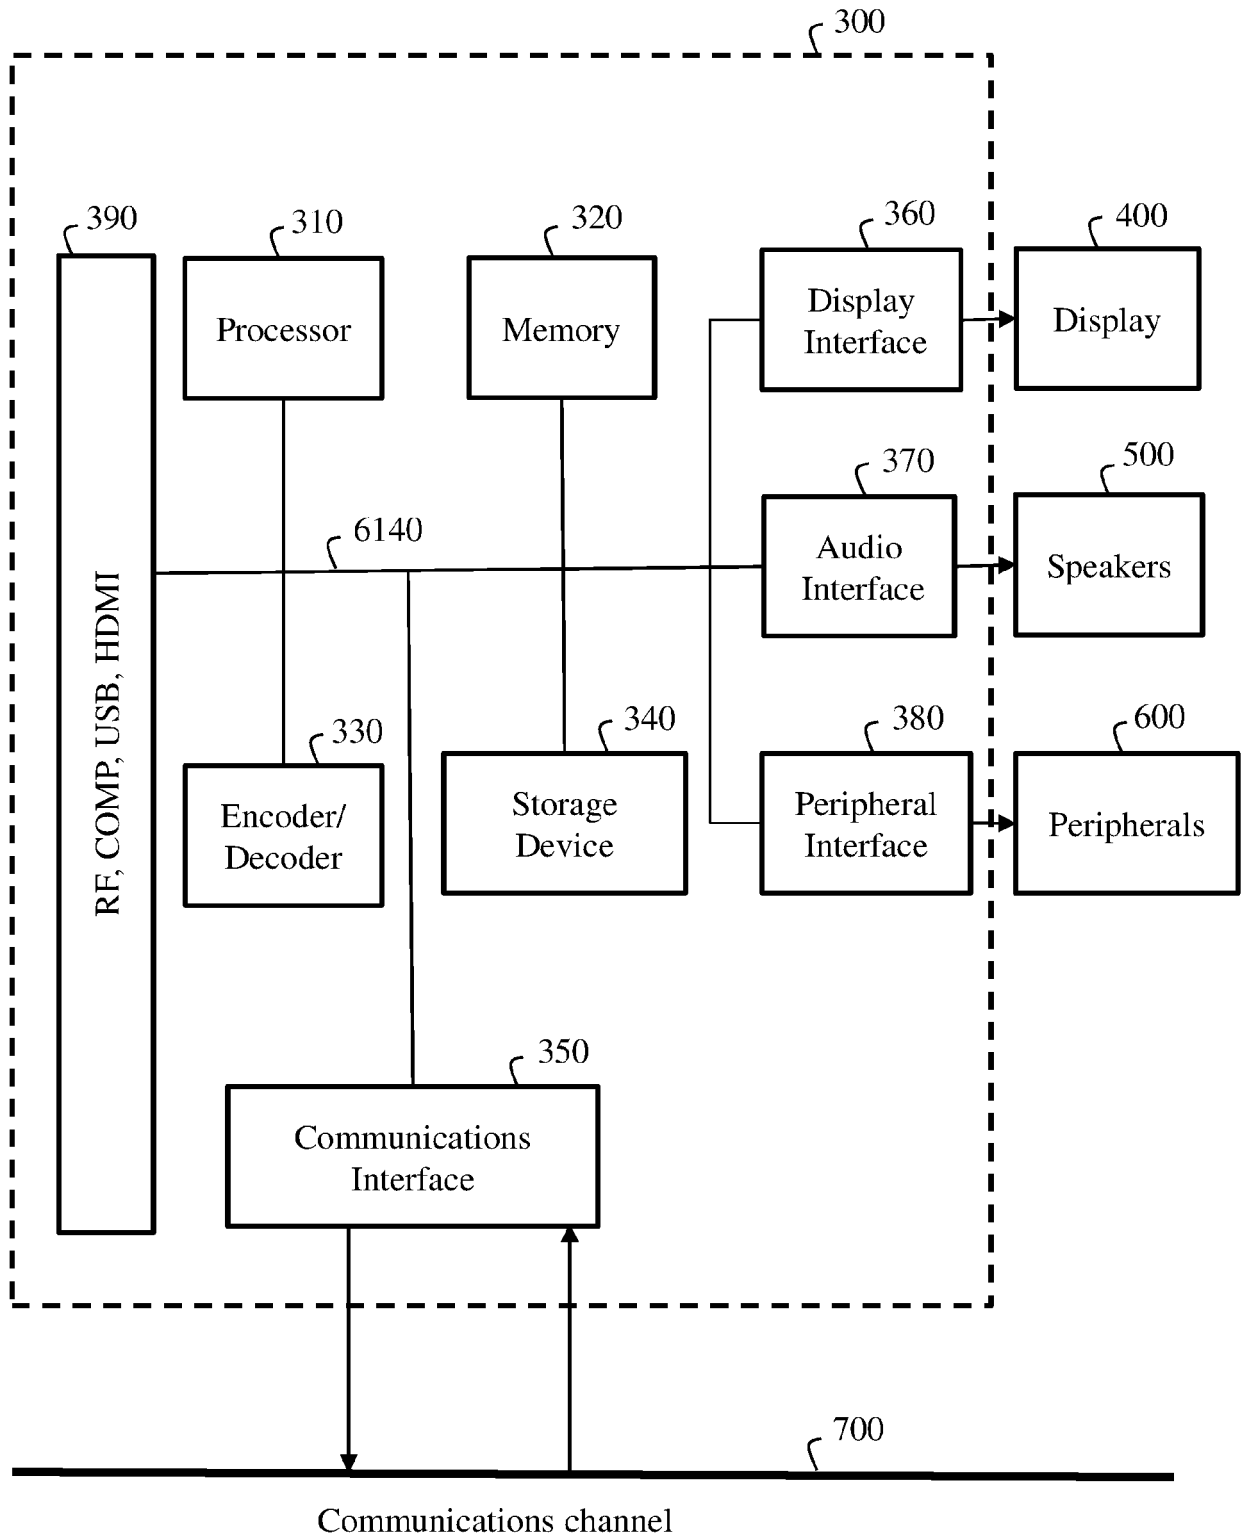 300
390
310
320
360
400
Processor
Memory
Display
Interface
Display
6140
370
500
Audio
Interface
Speakers
RF, COMP, USB, HDMI
330
340
380
600
Encoder/
Decoder
Storage
Device
Peripheral
Interface
Peripherals
350
Communications
Interface
700
Communications channel